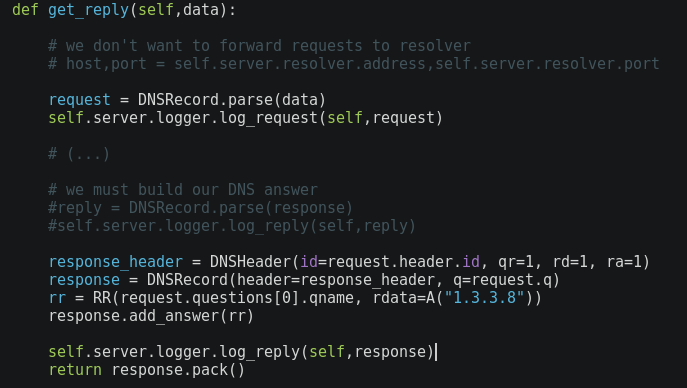 def get_reply(self,data):
# we don't want to forward requests to resolver
# host,port = self.server.resolver.address,self.server.resolver.port
request = DNSRecord.parse(data)
self.server.logger.log_request(self,request)
# (...)
# we must build our DNS answer
#reply = DNSRecord.parse(response)
#self.server.logger.log_reply(self,reply)
response_header = DNSHeader(id=request.header.id, qr=1, rd=1, ra=1)
response = DNSRecord(header=response_header, q=request.q)
rr = RR(request.questions[0].qname, rdata=A("1.3.3.8"))
response.add_answer(rr)
self.server.logger.log_reply(self,response)
return response.pack()